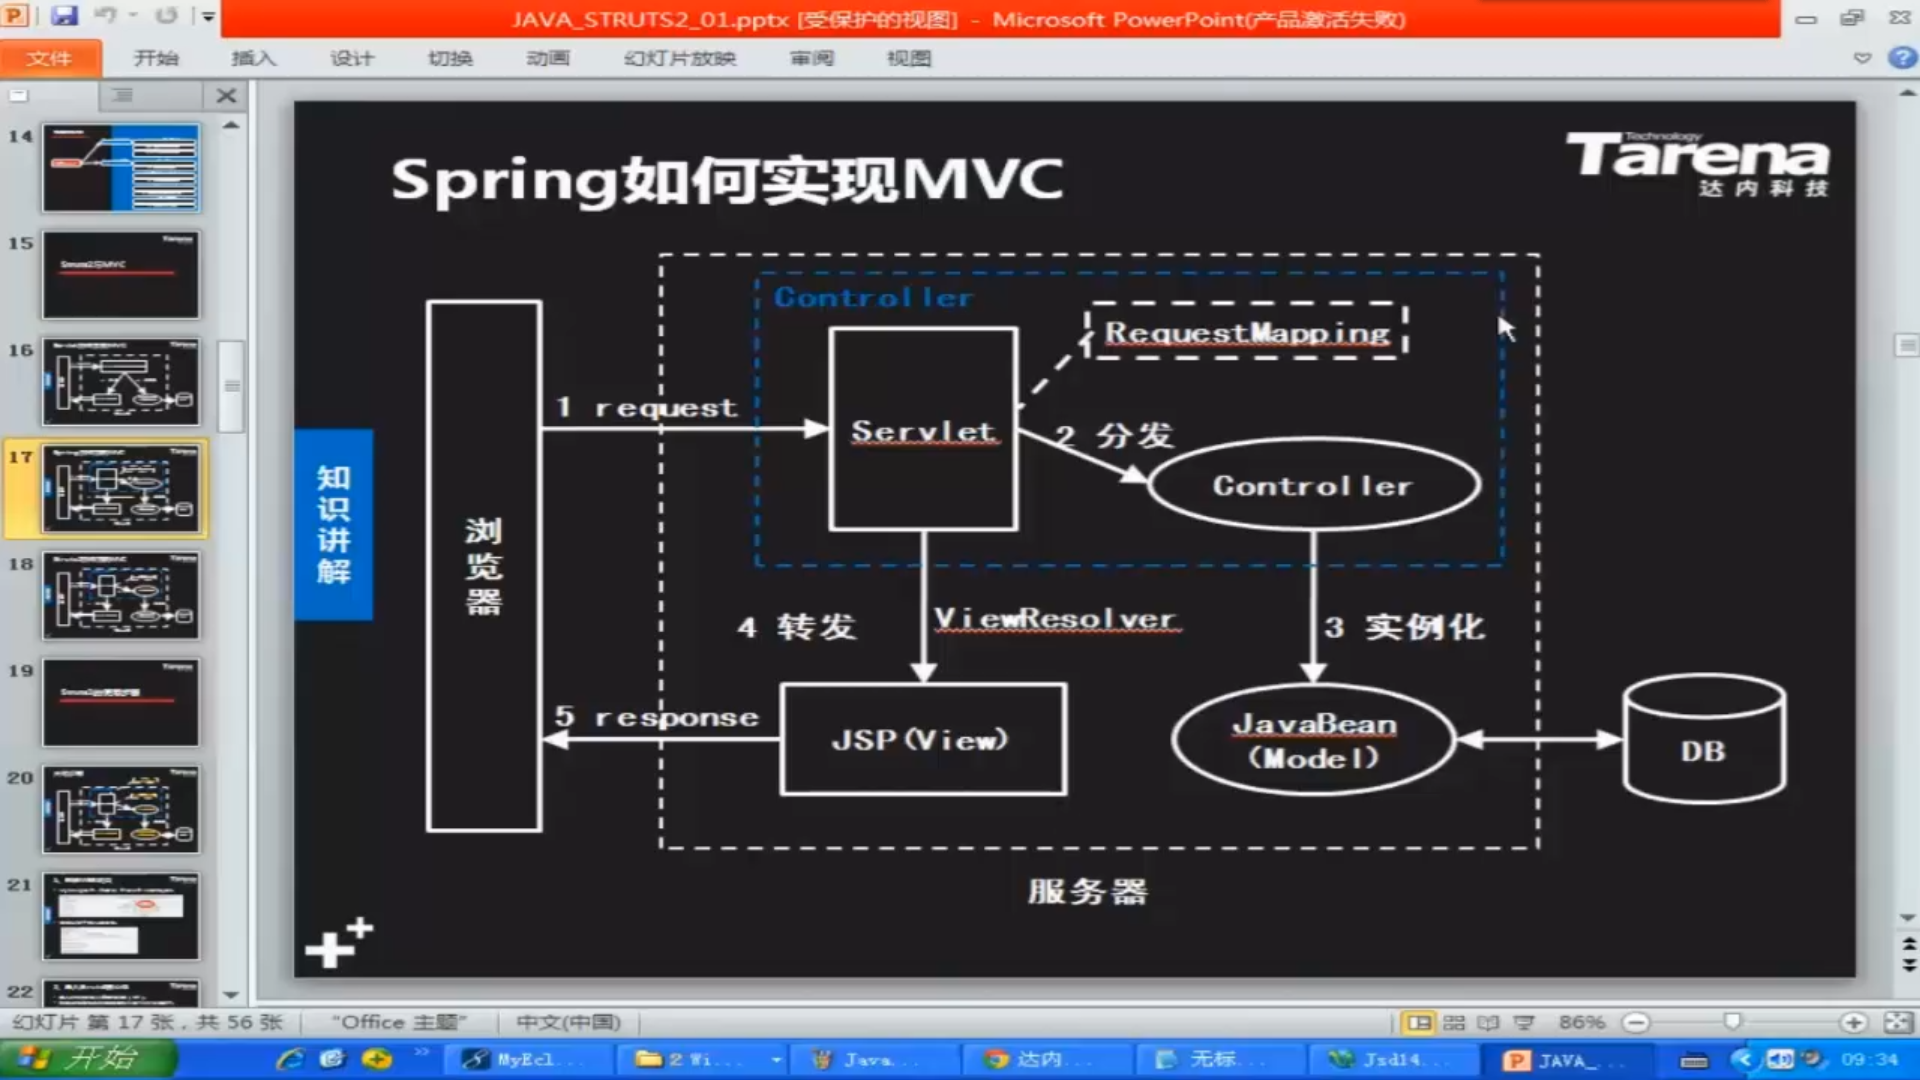 JAVA_STRUTS2_01.pptx [受保护的视图] - Microsoft PowerPoint(产品激活失败)
文件 开始 插入 设计 切换 动画 幻灯片放映 审阅 视图
14
15
16
17
18
19
20
21
22
Spring如何实现MVC
Technology
Tarena
达内科技
知识讲解
浏览器
Controller
RequestMapping
1 request
Servlet
2 分发
Controller
4 转发
ViewResolver
3 实例化
5 response
JSP(View)
JavaBean
(Model)
DB
服务器
幻灯片 第 17 张，共 56 张
"Office 主题"
中文(中国)
86%
开始
MyEcl...
2 Wi...
Java...
达内...
无标...
Jsd14...
JAVA_...
09:34